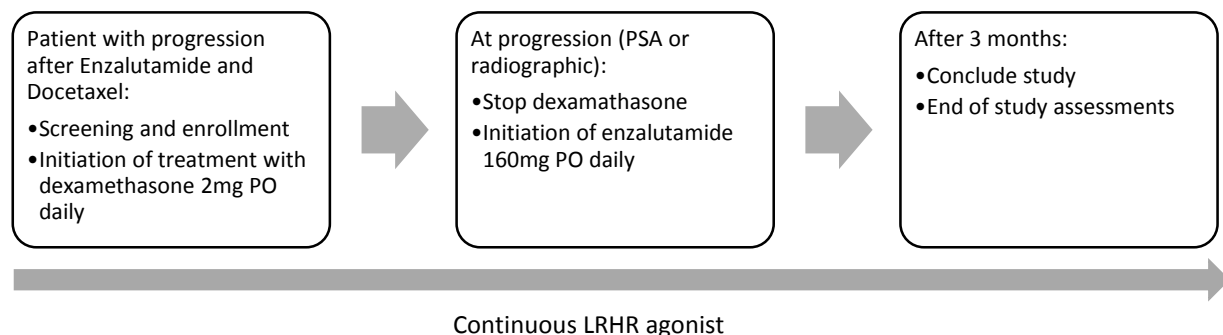 Patient with progression
after Enzalutamide and
Docetaxel:
•Screening and enrollment
•Initiation of treatment with
dexamethasone 2mg PO
daily
At progression (PSA or
radiographic):
•Stop dexamathasone
•Initiation of enzalutamide
160mg PO daily
After 3 months:
•Conclude study
•End of study assessments
Continuous LRHR agonist